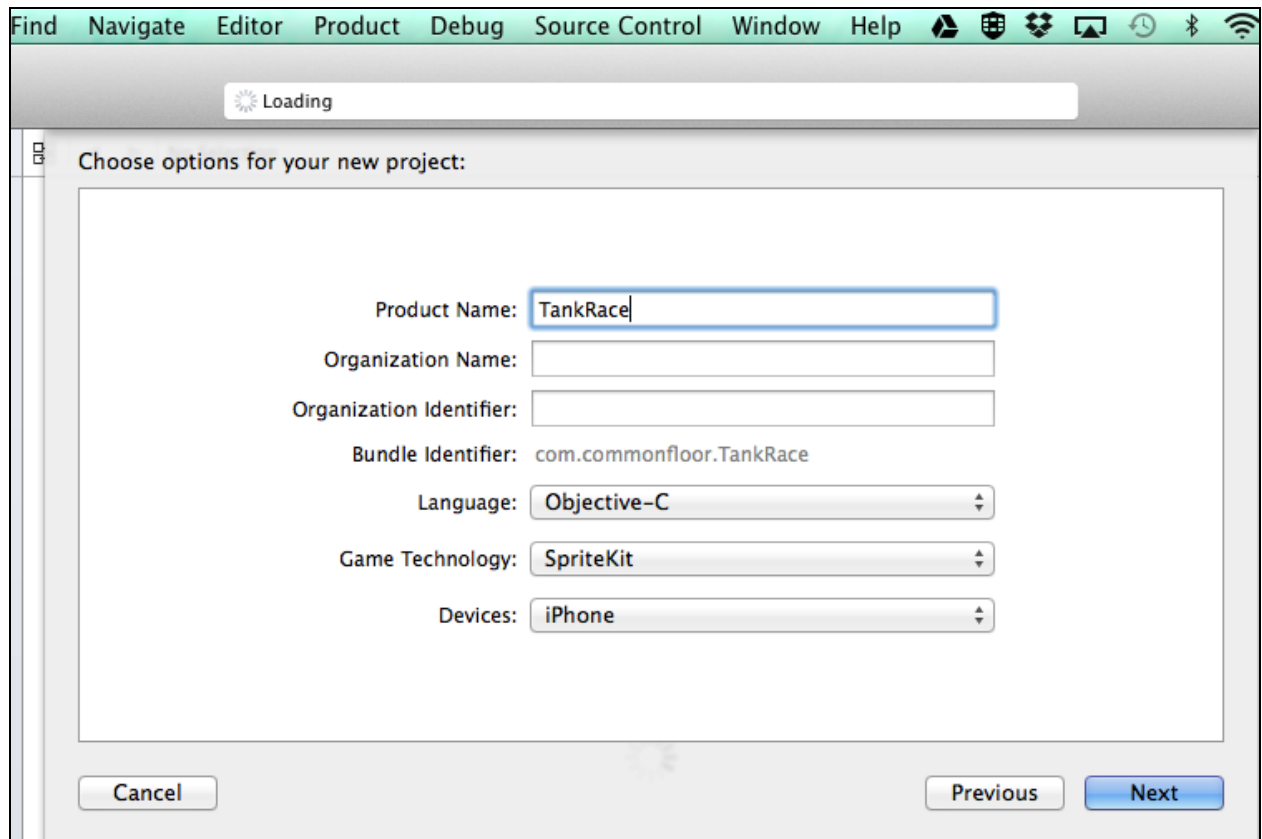 Find Navigate Editor Product Debug Source Control Window Help
Loading
Choose options for your new project:
Product Name: TankRace
Organization Name:
Organization Identifier:
Bundle Identifier: com.commonfloor.TankRace
Language: Objective-C
Game Technology: SpriteKit
Devices: iPhone
Cancel Previous Next